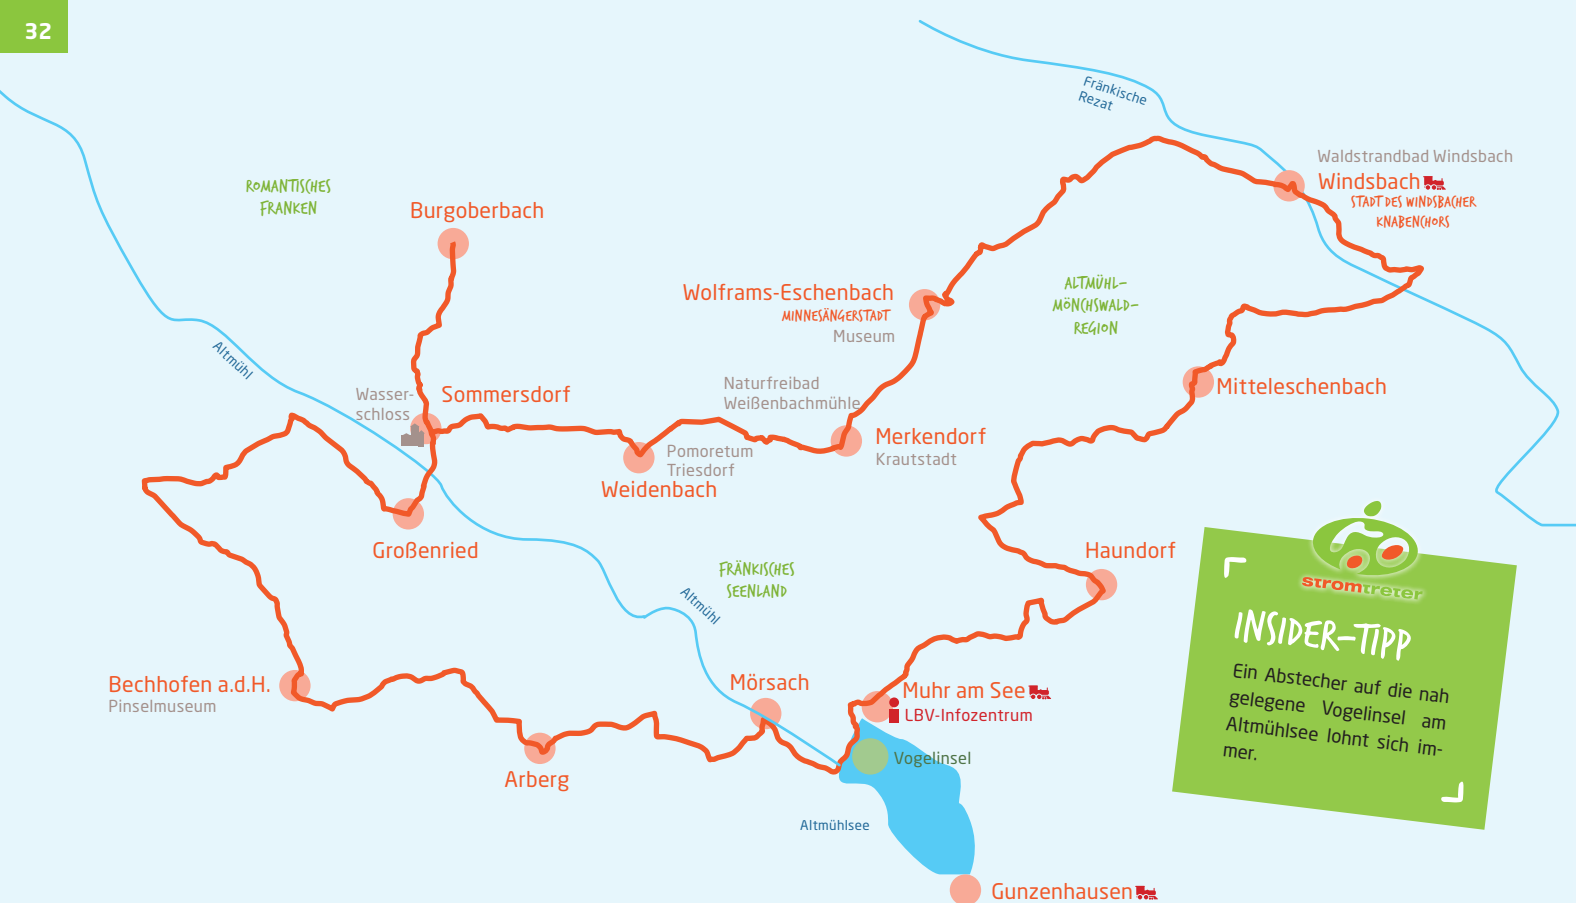 32
Fränkische
Rezat
Waldstrandbad Windsbach
Windsbach
STADT DES WINDSBACHER
KNABENCHORS
ROMANTISCHES
FRANKEN
Burgoberbach
Wolframs-Eschenbach
MINNESÄNGERSTADT
Museum
ALTMÜHL-
MÖNCHSWALD-
REGION
Altmühl
Wasser-
schloss
Sommersdorf
Naturfreibad
Weißenbachmühle
Mitteleschenbach
Merkendorf
Krautstadt
Pomoretum
Triesdorf
Weidenbach
Großenried
Haundorf
FRÄNKISCHES
SEENLAND
Altmühl
Bechhofen a.d.H.
Pinselmuseum
Mörsach
Muhr am See
LBV-Infozentrum
Vogelinsel
Arberg
Altmühlsee
Gunzenhausen
stromtreter
INSIDER-TIPP
Ein Abstecher auf die nah
gelegene Vogelinsel am
Altmühlsee lohnt sich im-
mer.